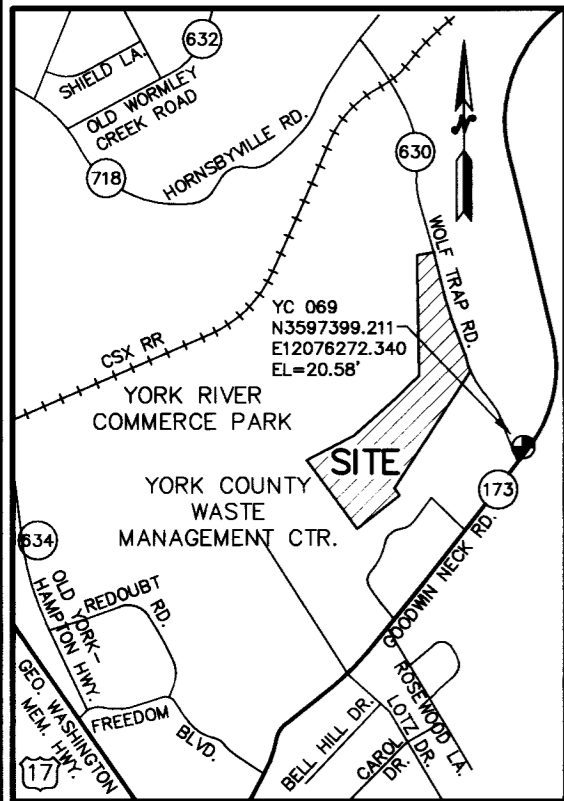 632
SHIELD LA.
OLD WORMLEY
CREEK ROAD
718
HORNSBYVILLE RD.
N
630
WOLF TRAP RD.
YC 069
N3597399.211
E12076272.340
EL=20.58'
CSX RR
YORK RIVER
COMMERCE PARK
SITE
YORK COUNTY
WASTE
MANAGEMENT CTR.
173
GOODWIN NECK RD.
634
OLD YORK-
HAMPTON HWY.
REDOUBT
RD.
GEO. WASHINGTON
MEM. HWY.
FREEDOM
BLVD.
17
BELL HILL DR.
CAROL
DR.
LOTZ DR.
ROSEWOOD LA.